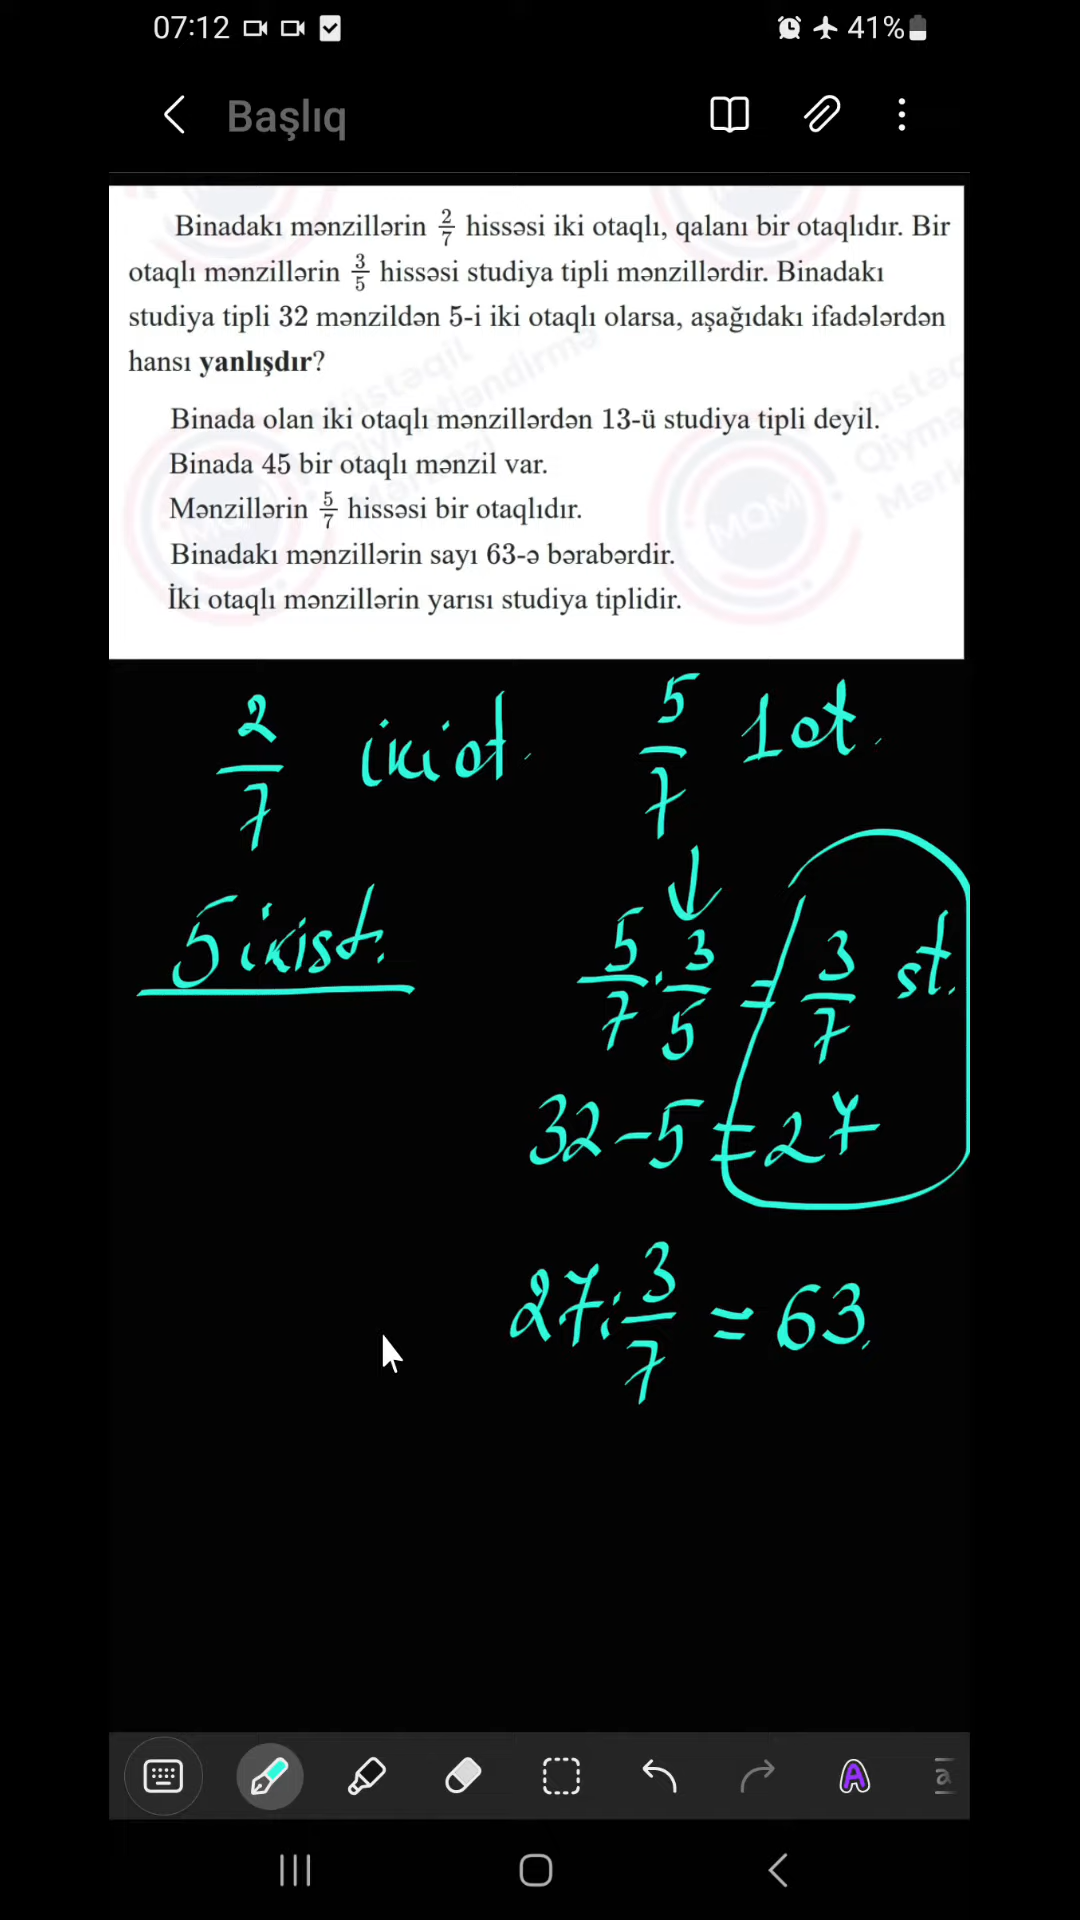 07:12 41%
Başlıq
Binadakı mənzillərin 2/7 hissəsi iki otaqlı, qalanı bir otaqlıdır. Bir
otaqlı mənzillərin 3/5 hissəsi studiya tipli mənzillərdir. Binadakı
studiya tipli 32 mənzildən 5-i iki otaqlı olarsa, aşağıdakı ifadələrdən
hansı yanlışdır?
Binada olan iki otaqlı mənzillərdən 13-ü studiya tipli deyil.
Binada 45 bir otaqlı mənzil var.
Mənzillərin 5/7 hissəsi bir otaqlıdır.
Binadakı mənzillərin sayı 63-ə bərabərdir.
İki otaqlı mənzillərin yarısı studiya tiplidir.
2/7 iki ot. 5/7 1 ot.
5 iki st. 5/7 · 3/5 = 3/7 st.
32-5=27
27:3/7 = 63.